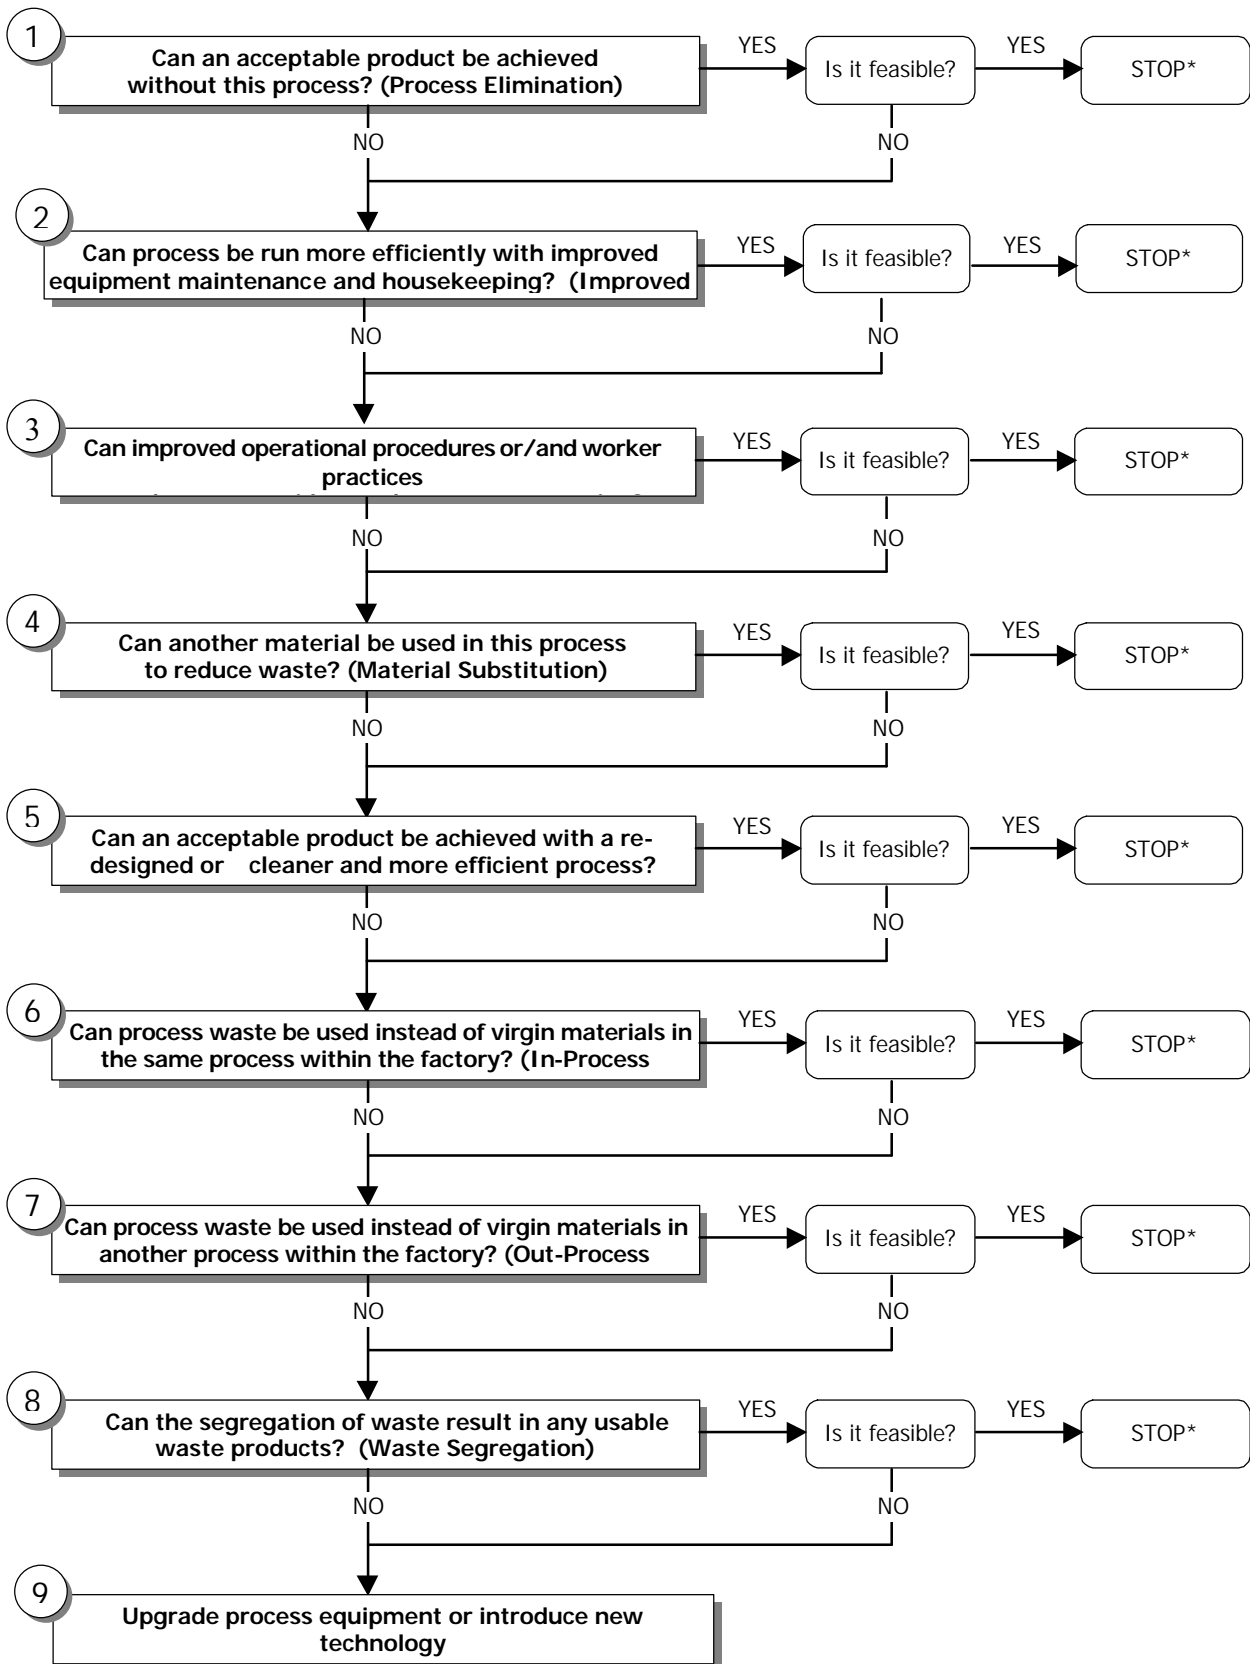 1
Can an acceptable product be achieved
without this process? (Process Elimination)
YES
Is it feasible?
YES
STOP*
NO
NO
2
Can process be run more efficiently with improved
equipment maintenance and housekeeping? (Improved
YES
Is it feasible?
YES
STOP*
NO
NO
3
Can improved operational procedures or/and worker
practices
YES
Is it feasible?
YES
STOP*
NO
NO
4
Can another material be used in this process
to reduce waste? (Material Substitution)
YES
Is it feasible?
YES
STOP*
NO
NO
5
Can an acceptable product be achieved with a re-
designed or cleaner and more efficient process?
YES
Is it feasible?
YES
STOP*
NO
NO
6
Can process waste be used instead of virgin materials in
the same process within the factory? (In-Process
YES
Is it feasible?
YES
STOP*
NO
NO
7
Can process waste be used instead of virgin materials in
another process within the factory? (Out-Process
YES
Is it feasible?
YES
STOP*
NO
NO
8
Can the segregation of waste result in any usable
waste products? (Waste Segregation)
YES
Is it feasible?
YES
STOP*
NO
NO
9
Upgrade process equipment or introduce new
technology